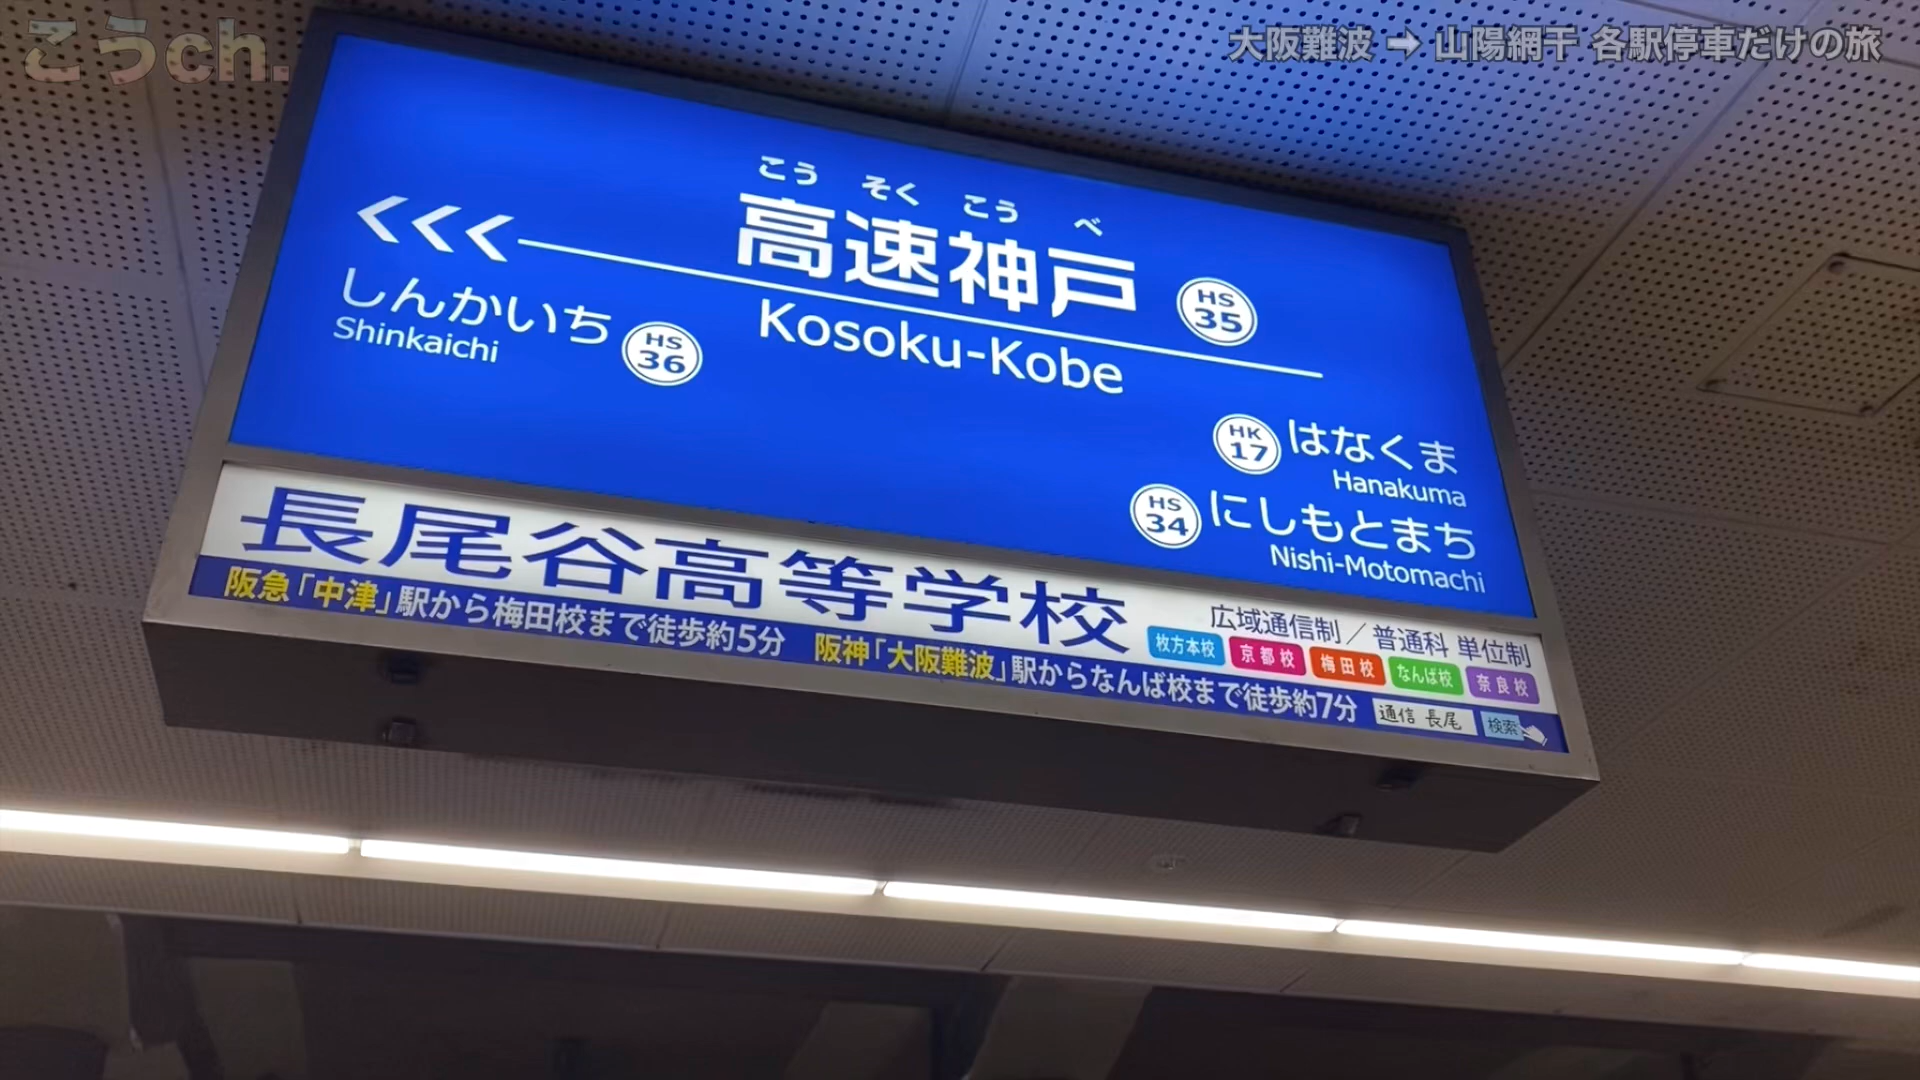 こうch.
大阪難波 ➡ 山陽網干 各駅停車だけの旅
こう そく こう べ
高速神戸
HS 35
Kosoku-Kobe
しんかいち
Shinkaichi
HS 36
HK 17
はなくま
Hanakuma
HS 34
にしもとまち
Nishi-Motomachi
長尾谷高等学校
広域通信制/普通科 単位制
枚方本校 京都校 梅田校 なんば校 奈良校
阪急「中津」駅から梅田校まで徒歩約5分 阪神「大阪難波」駅からなんば校まで徒歩約7分
通信 長尾 検索